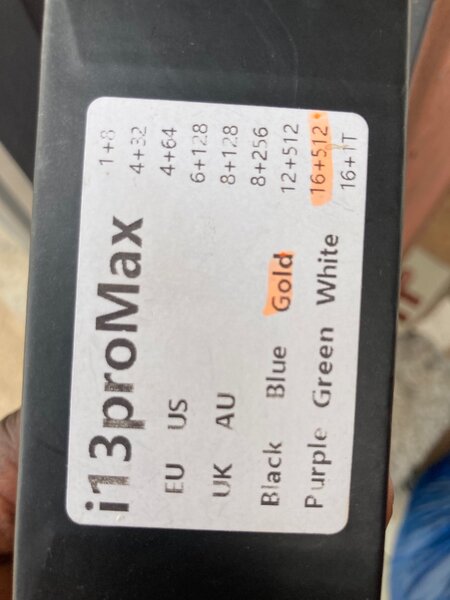 i13proMax
EU US
UK AU
Black Blue Gold
Purple Green White
1+8
4+32
4+64
6+128
8+128
8+256
12+512
16+512
16+1T